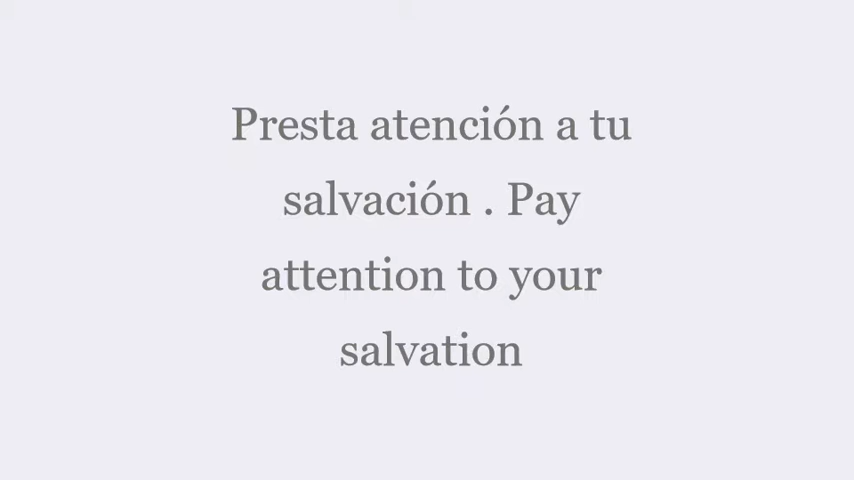 Presta atención a tu
salvación . Pay
attention to your
salvation